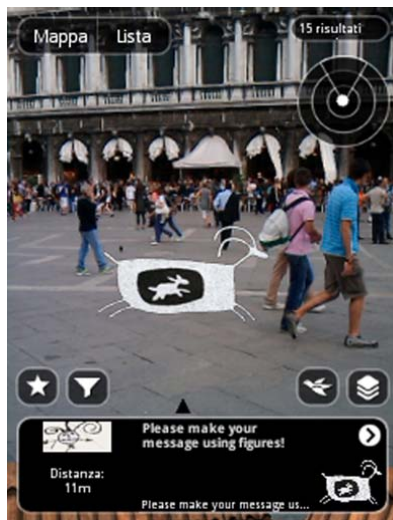 Mappa
Lista
15 risultati
Please make your
message using figures!
Distanza:
11m
Please make your message us...